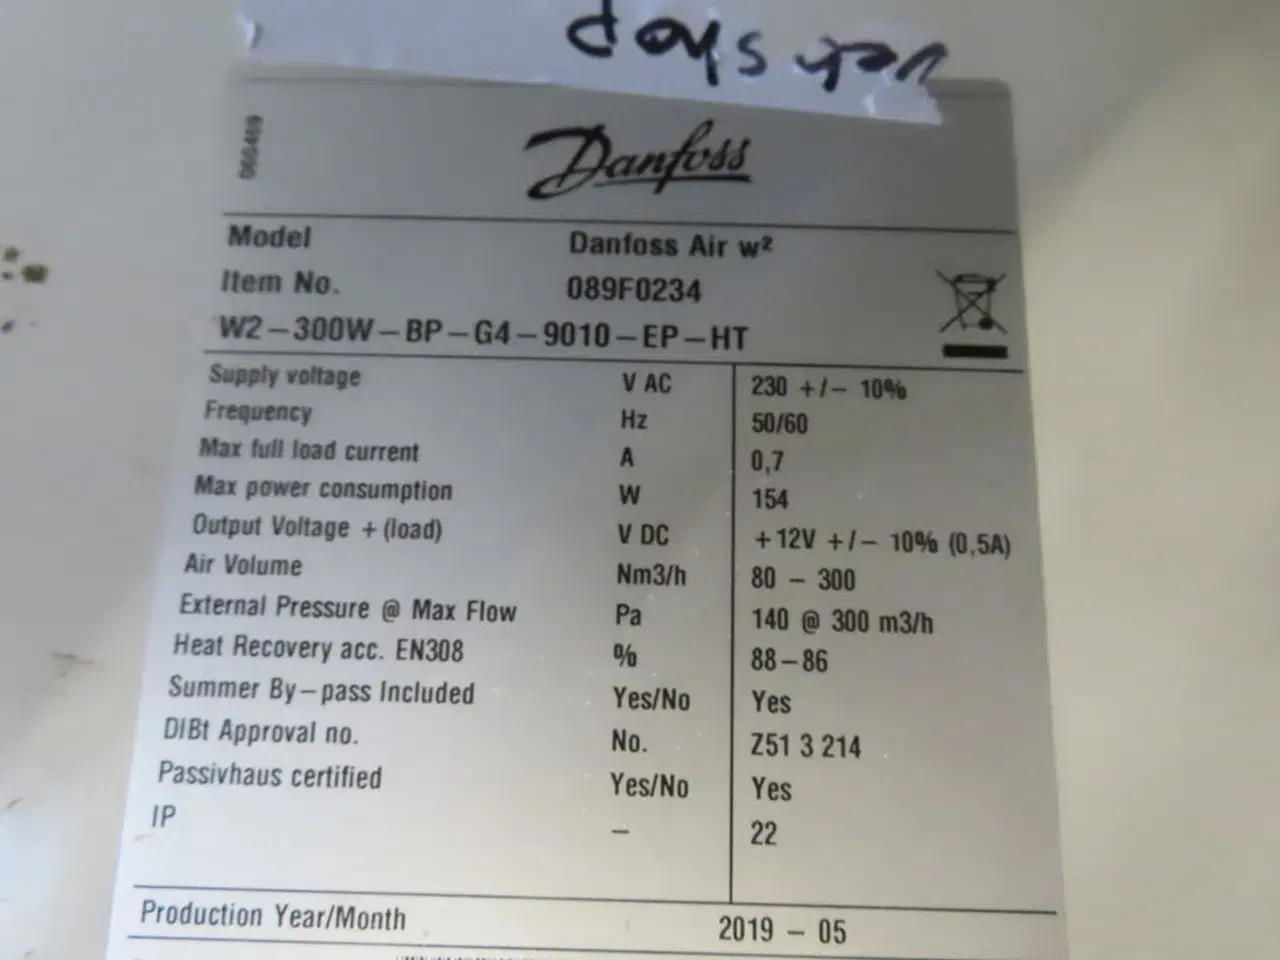 060469
Danfoss
Model Danfoss Air w²
Item No. 089F0234
W2-300W-BP-G4-9010-EP-HT
Supply voltage V AC 230 +/- 10%
Frequency Hz 50/60
Max full load current A 0,7
Max power consumption W 154
Output Voltage + (load) V DC +12V +/- 10% (0,5A)
Air Volume Nm3/h 80 - 300
External Pressure @ Max Flow Pa 140 @ 300 m3/h
Heat Recovery acc. EN308 % 88-86
Summer By-pass Included Yes/No Yes
DIBt Approval no. No. Z51 3 214
Passivhaus certified Yes/No Yes
IP - 22
Production Year/Month 2019 - 05